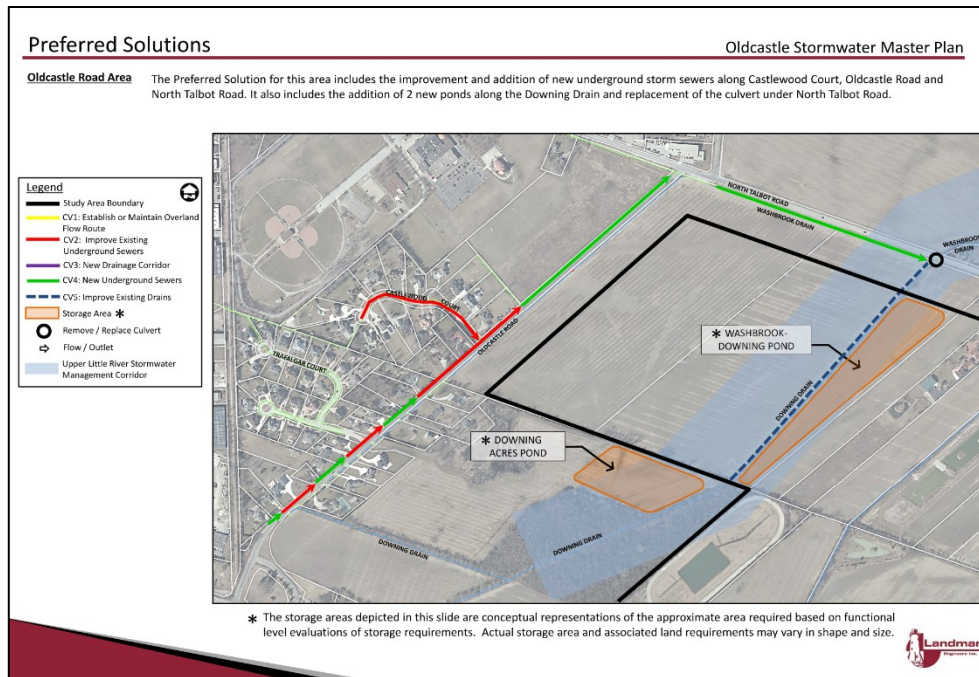 Preferred Solutions
Oldcastle Stormwater Master Plan
Oldcastle Road Area
The Preferred Solution for this area includes the improvement and addition of new underground storm sewers along Castlewood Court, Oldcastle Road and
North Talbot Road. It also includes the addition of 2 new ponds along the Downing Drain and replacement of the culvert under North Talbot Road.
Legend
Study Area Boundary
CV1: Establish or Maintain Overland
Flow Route
CV2: Improve Existing
Underground Sewers
CV3: New Drainage Corridor
CV4: New Underground Sewers
CV5: Improve Existing Drains
Storage Area *
Remove / Replace Culvert
Flow / Outlet
Upper Little River Stormwater
Management Corridor
NORTH TALBOT ROAD
WASHBROOK DRAIN
WASHBROOK
DRAIN
CASTLEWOOD COURT
OLDCASTLE ROAD
TRAFALGAR COURT
* WASHBROOK-
DOWNING POND
DOWNING DRAIN
* DOWNING
ACRES POND
DOWNING DRAIN
DOWNING DRAIN
* The storage areas depicted in this slide are conceptual representations of the approximate area required based on functional
level evaluations of storage requirements. Actual storage area and associated land requirements may vary in shape and size.
Landmark
Engineers Inc.